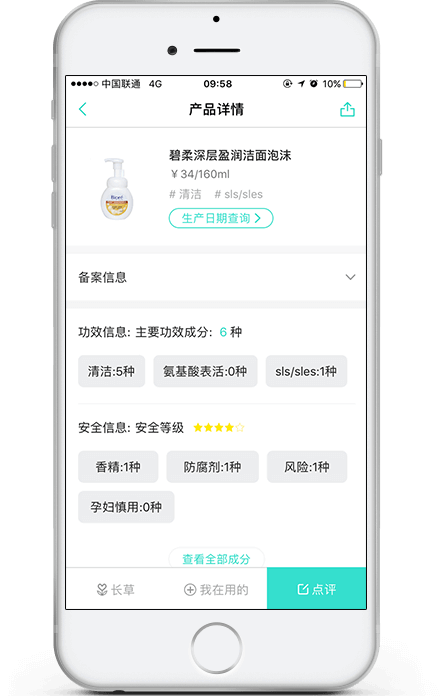 中国联通 4G 09:58 10%
产品详情
碧柔深层盈润洁面泡沫
￥34/160ml
# 清洁 # sls/sles
生产日期查询
Bioré
备案信息
功效信息: 主要功效成分: 6 种
清洁:5种 氨基酸表活:0种 sls/sles:1种
安全信息: 安全等级
香精:1种 防腐剂:1种 风险:1种
孕妇慎用:0种
查看全部成分
长草 我在用的 点评